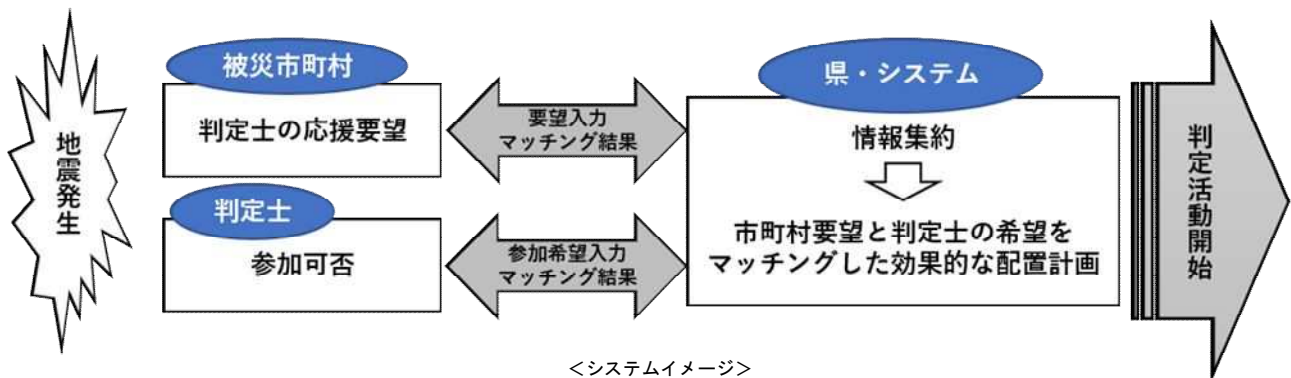 地震発生
被災市町村
判定士の応援要望
要望入力
マッチング結果
判定士
参加可否
参加希望入力
マッチング結果
県・システム
情報集約
市町村要望と判定士の希望を
マッチングした効果的な配置計画
判定活動開始
＜システムイメージ＞